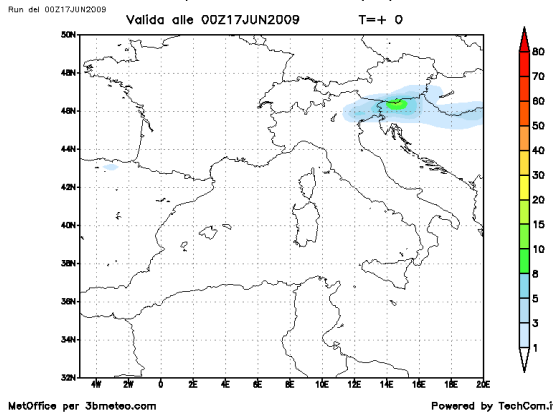 Run del 00Z17JUN2009
Valida alle 00Z17JUN2009 T=+ 0
50N
48N
46N
44N
42N
40N
38N
36N
34N
32N
4W 2W 0 2E 4E 6E 8E 10E 12E 14E 16E 18E 20E
80
70
60
50
40
30
20
15
10
8
5
3
1
MetOffice per 3bmeteo.com Powered by TechCom.i